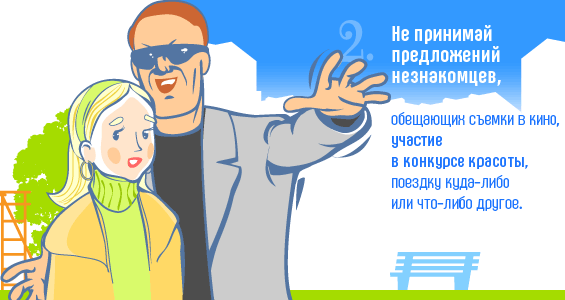 2.
Не принимай
предложений
незнакомцев,
обещающих съемки в кино,
участие
в конкурсе красоты,
поездку куда-либо
или что-либо другое.